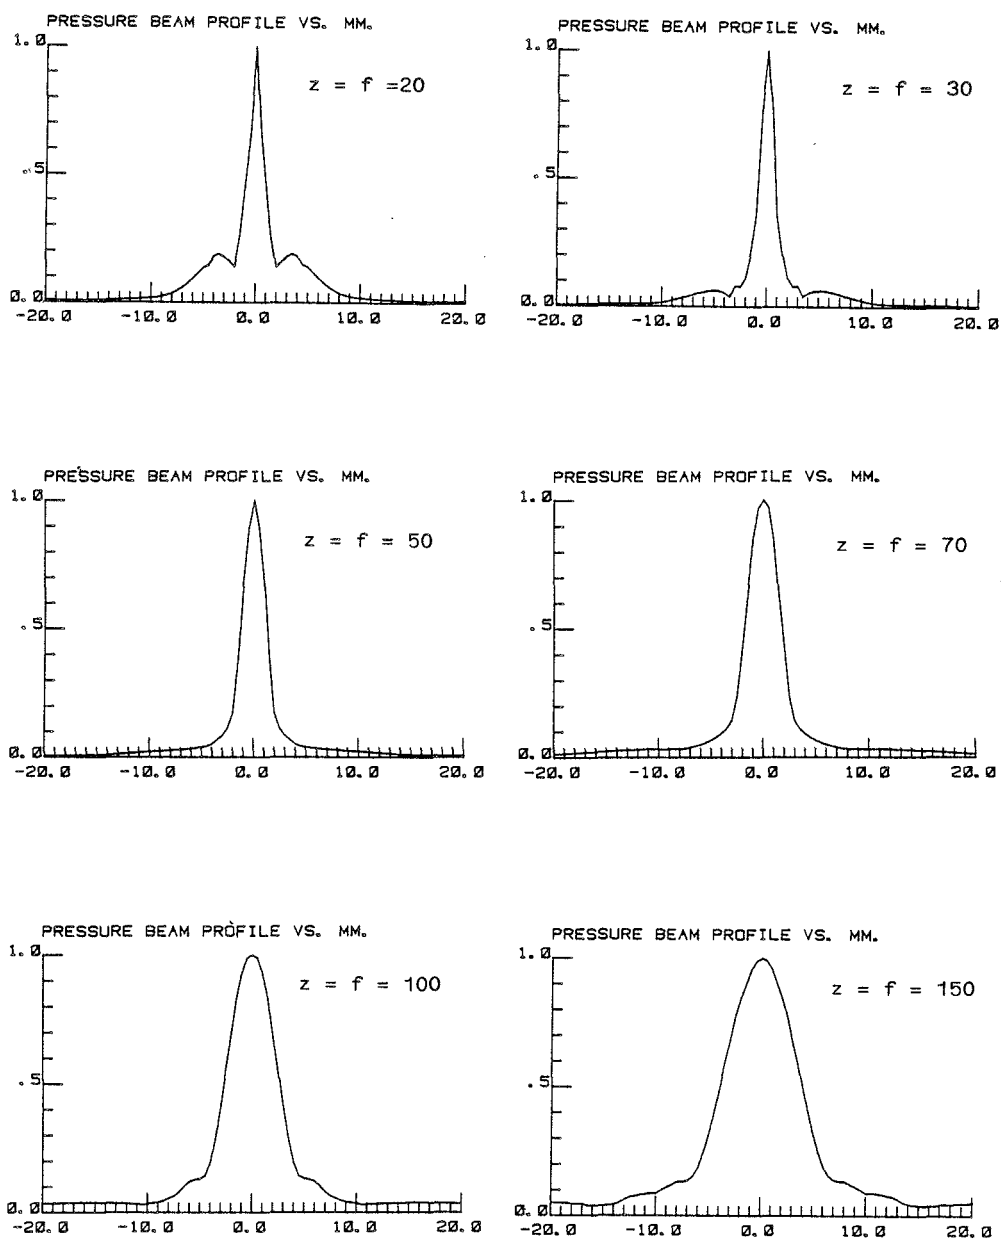 PRESSURE BEAM PROFILE VS. MM.
1.0
z = f =20
.5
0.0
-20.0 -10.0 0.0 10.0 20.0
PRESSURE BEAM PROFILE VS. MM.
1.0
z = f = 30
.5
0.0
-20.0 -10.0 0.0 10.0 20.0
PRESSURE BEAM PROFILE VS. MM.
1.0
z = f = 50
.5
0.0
-20.0 -10.0 0.0 10.0 20.0
PRESSURE BEAM PROFILE VS. MM.
1.0
z = f = 70
.5
0.0
-20.0 -10.0 0.0 10.0 20.0
PRESSURE BEAM PROFILE VS. MM.
1.0
z = f = 100
.5
0.0
-20.0 -10.0 0.0 10.0 20.0
PRESSURE BEAM PROFILE VS. MM.
1.0
z = f = 150
.5
0.0
-20.0 -10.0 0.0 10.0 20.0